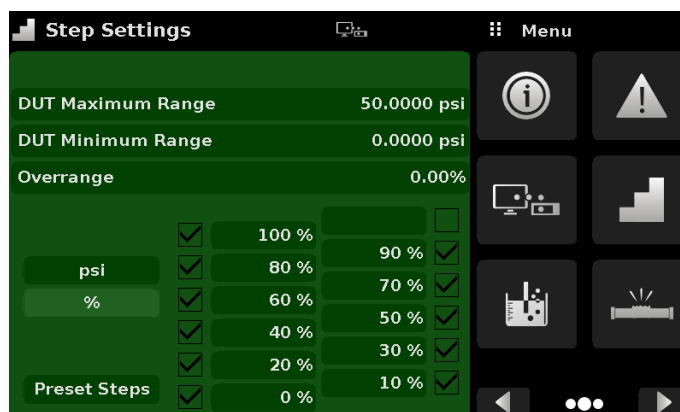 Step Settings
Menu
DUT Maximum Range 50.0000 psi
DUT Minimum Range 0.0000 psi
Overrange 0.00%
100 %
90 %
psi
80 %
70 %
%
60 %
50 %
40 %
30 %
20 %
10 %
Preset Steps
0 %